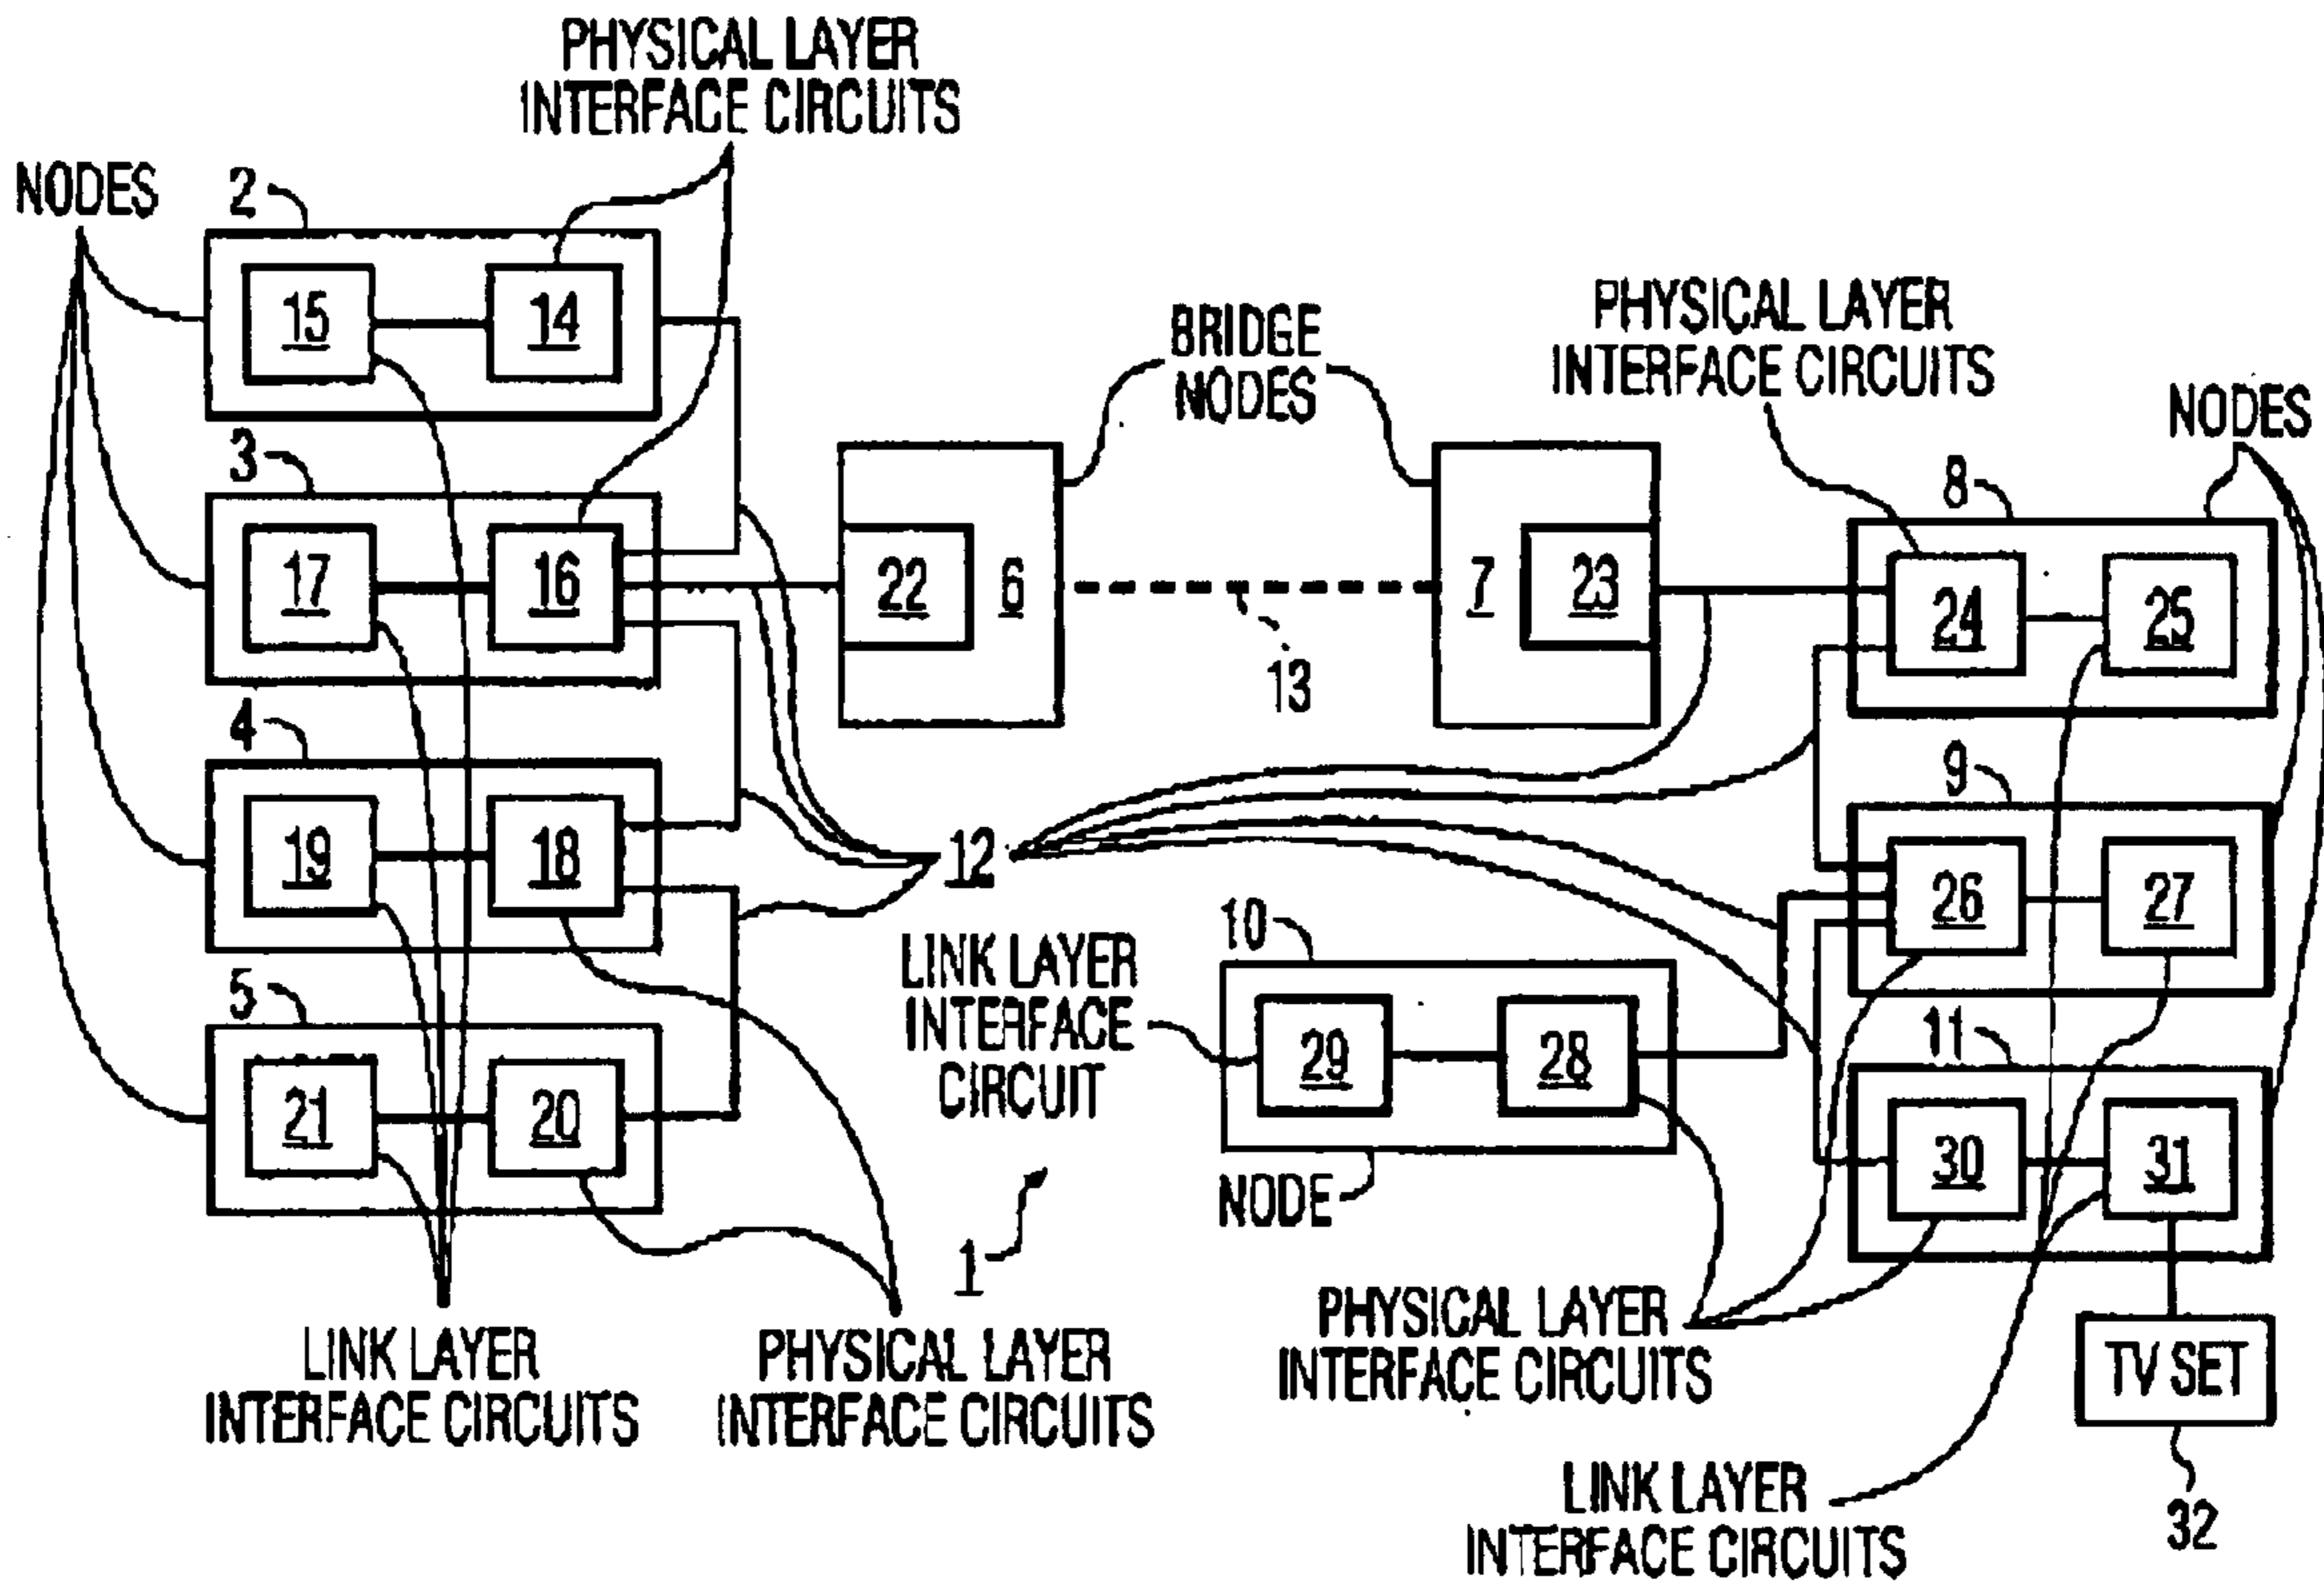 PHYSICAL LAYER
INTERFACE CIRCUITS
NODES
2
15
14
BRIDGE
NODES
PHYSICAL LAYER
INTERFACE CIRCUITS
NODES
3
17
16
22
6
7
23
13
8
24
25
4
19
18
12
9
26
27
5
21
20
LINK LAYER
INTERFACE
CIRCUIT
10
29
28
NODE
11
30
31
1
LINK LAYER
INTERFACE CIRCUITS
PHYSICAL LAYER
INTERFACE CIRCUITS
PHYSICAL LAYER
INTERFACE CIRCUITS
TV SET
32
LINK LAYER
INTERFACE CIRCUITS